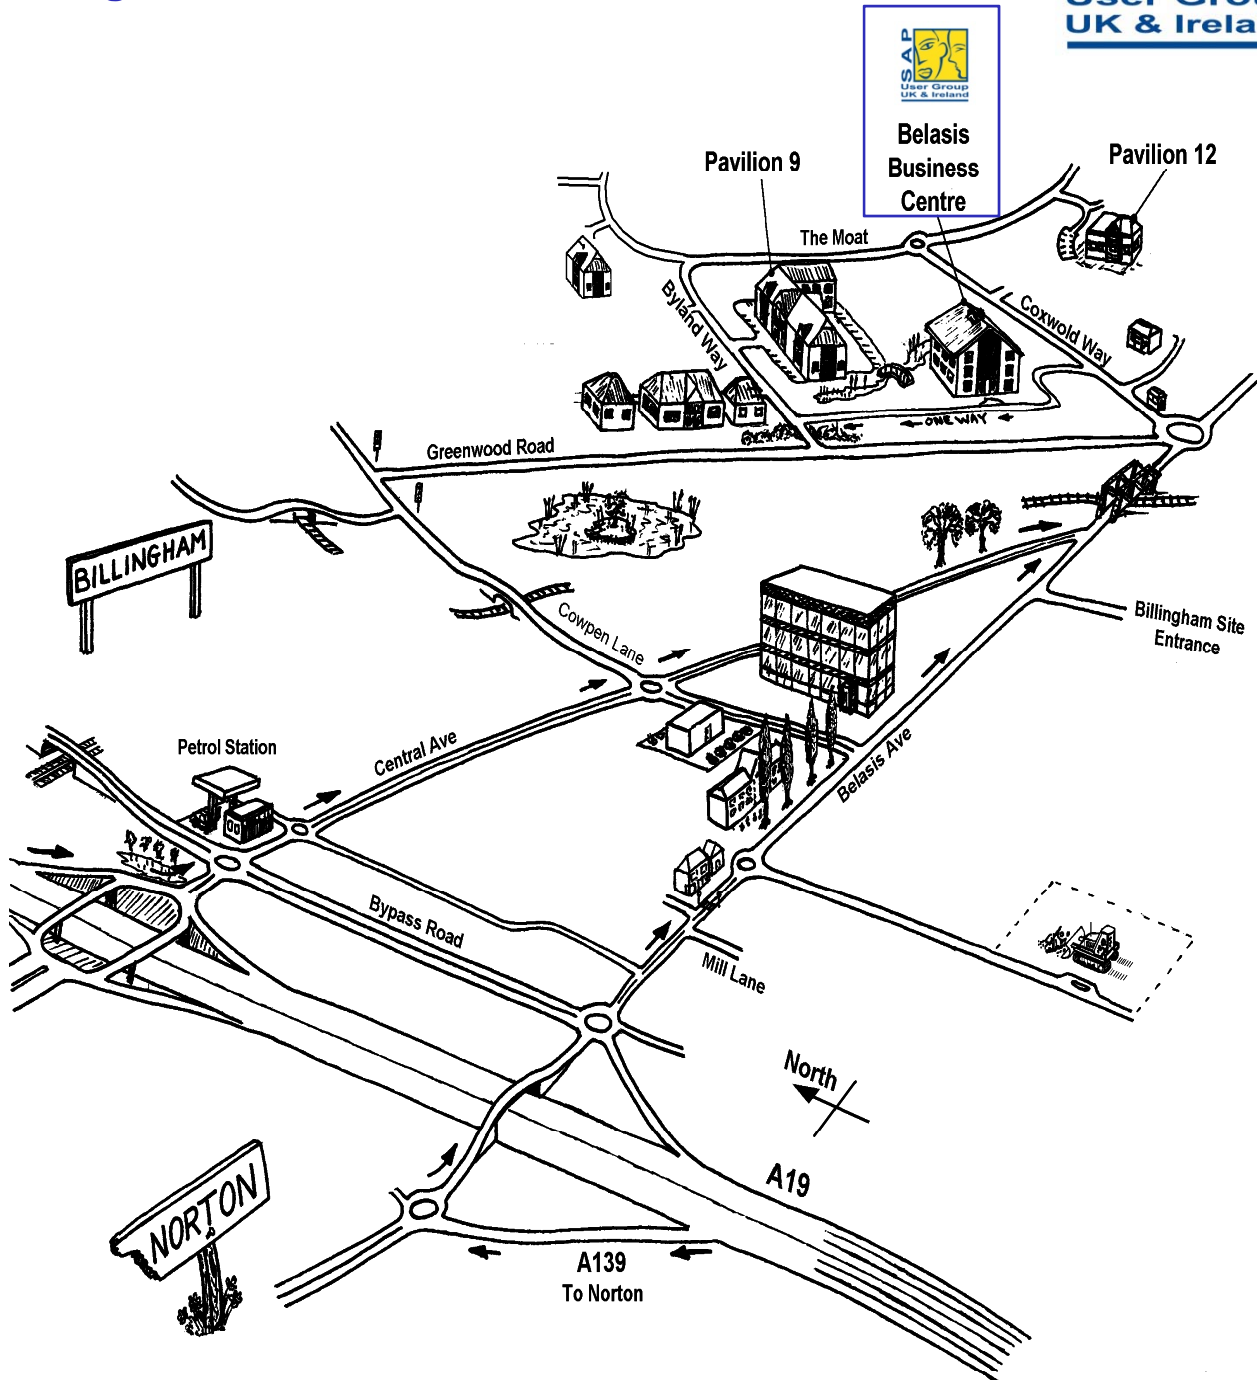 UK & Irela
SAP
User Group
UK & Ireland
Belasis
Business
Centre
Pavilion 9
Pavilion 12
The Moat
Byland Way
Coxwold Way
ONE WAY
Greenwood Road
BILLINGHAM
Cowpen Lane
Billingham Site
Entrance
Petrol Station
Central Ave
Belasis Ave
Bypass Road
Mill Lane
North
A19
NORTON
A139
To Norton